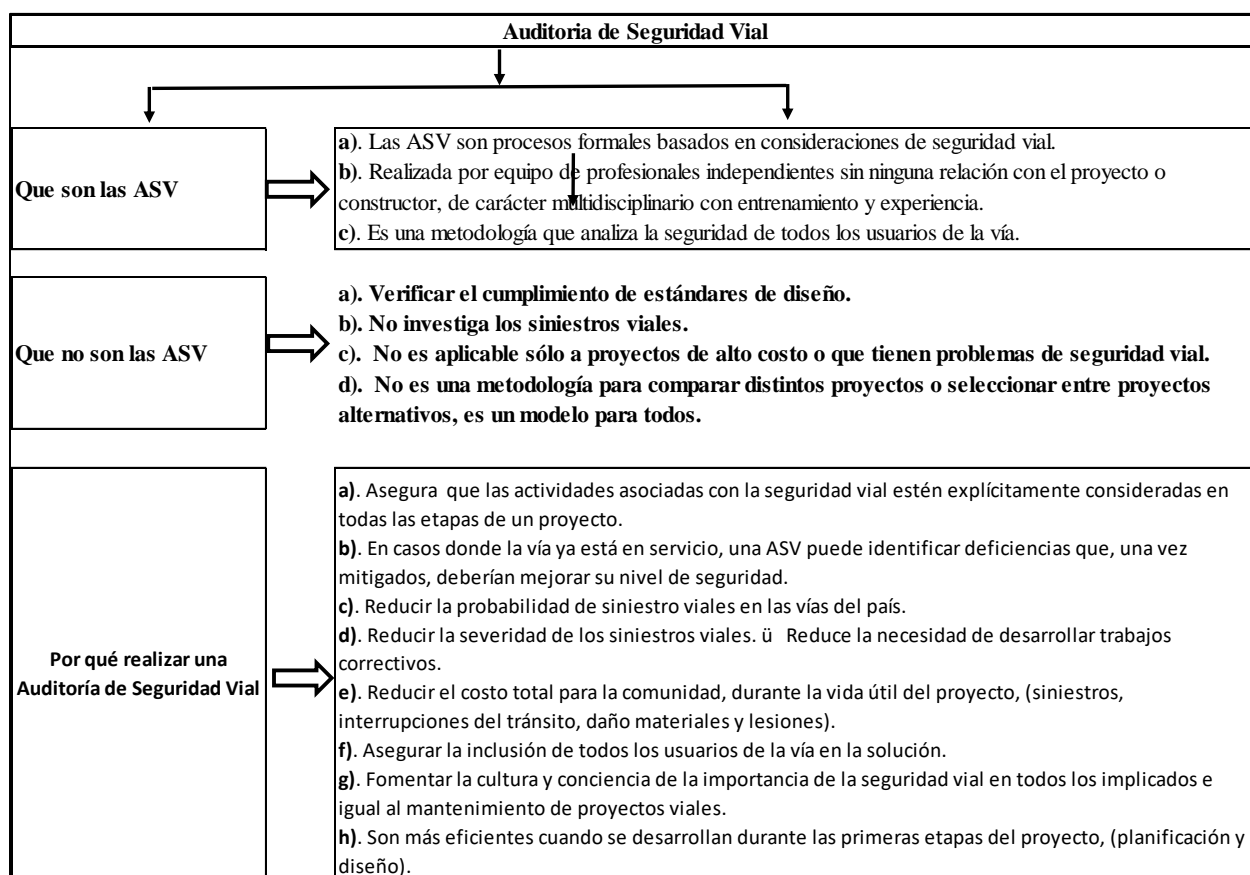 Auditoria de Seguridad Vial
Que son las ASV
a). Las ASV son procesos formales basados en consideraciones de seguridad vial.
b). Realizada por equipo de profesionales independientes sin ninguna relación con el proyecto o
constructor, de carácter multidisciplinario con entrenamiento y experiencia.
c). Es una metodología que analiza la seguridad de todos los usuarios de la vía.
Que no son las ASV
a). Verificar el cumplimiento de estándares de diseño.
b). No investiga los siniestros viales.
c). No es aplicable sólo a proyectos de alto costo o que tienen problemas de seguridad vial.
d). No es una metodología para comparar distintos proyectos o seleccionar entre proyectos
alternativos, es un modelo para todos.
Por qué realizar una
Auditoría de Seguridad Vial
a). Asegura que las actividades asociadas con la seguridad vial estén explícitamente consideradas en
todas las etapas de un proyecto.
b). En casos donde la vía ya está en servicio, una ASV puede identificar deficiencias que, una vez
mitigados, deberían mejorar su nivel de seguridad.
c). Reducir la probabilidad de siniestro viales en las vías del país.
d). Reducir la severidad de los siniestros viales. ü Reduce la necesidad de desarrollar trabajos
correctivos.
e). Reducir el costo total para la comunidad, durante la vida útil del proyecto, (siniestros,
interrupciones del tránsito, daño materiales y lesiones).
f). Asegurar la inclusión de todos los usuarios de la vía en la solución.
g). Fomentar la cultura y conciencia de la importancia de la seguridad vial en todos los implicados e
igual al mantenimiento de proyectos viales.
h). Son más eficientes cuando se desarrollan durante las primeras etapas del proyecto, (planificación y
diseño).